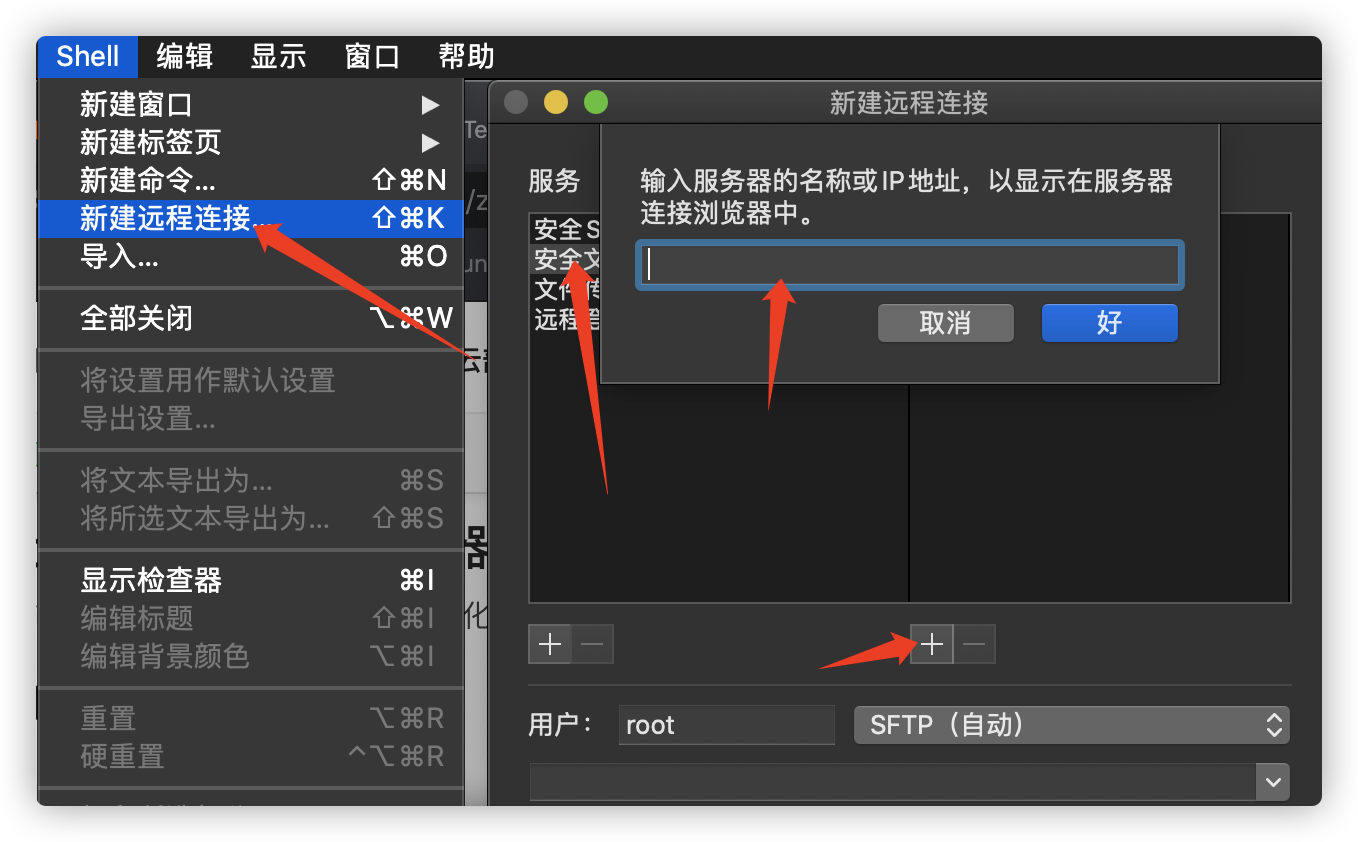 Shell 编辑 显示 窗口 帮助
新建窗口 ▶
新建标签页 ▶
新建命令... ⇧⌘N
新建远程连接... ⇧⌘K
导入... ⌘O
全部关闭 ⌥⌘W
将设置用作默认设置
导出设置...
将文本导出为... ⌘S
将所选文本导出为... ⇧⌘S
显示检查器 ⌘I
编辑标题 ⇧⌘I
编辑背景颜色 ⌥⌘I
重置 ⌥⌘R
硬重置 ^⌥⌘R
Te
/z
un
器
化
新建远程连接
服务
安全 S
安全文
文件传
远程管
输入服务器的名称或 IP 地址，以显示在服务器
连接浏览器中。
取消 好
用户： root SFTP（自动）